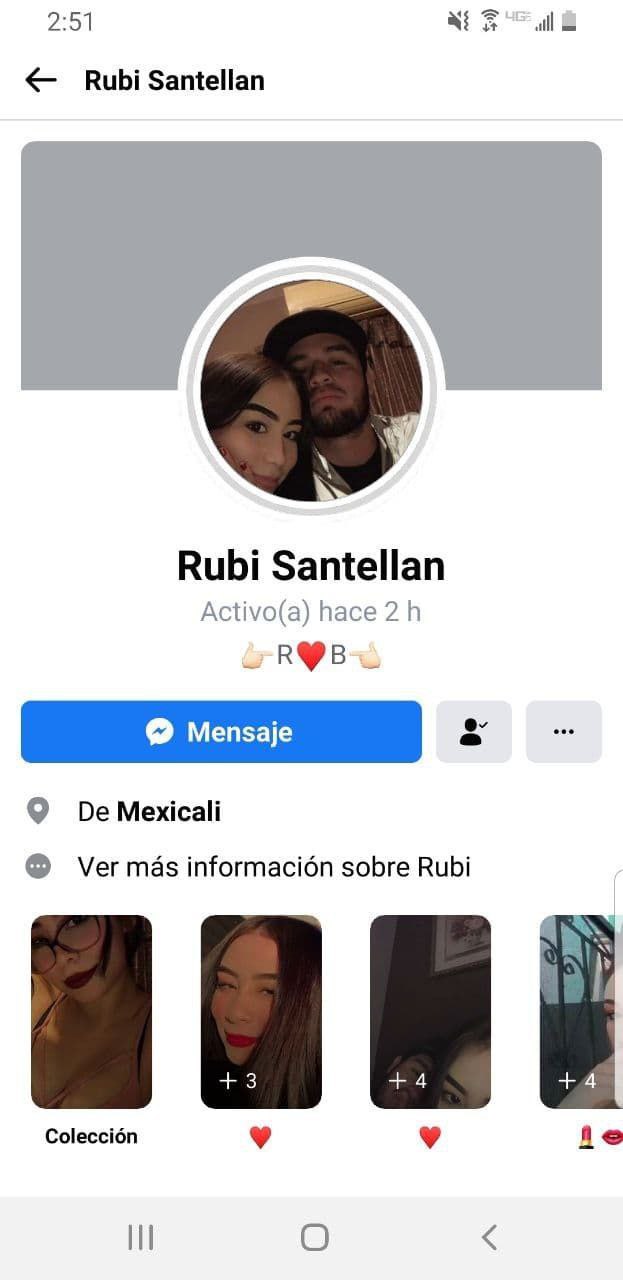 2:51
4GE
Rubi Santellan
Rubi Santellan
Activo(a) hace 2 h
👉🏻R♥️B👈🏻
Mensaje
De Mexicali
Ver más información sobre Rubi
+ 3
+ 4
+ 4
Colección
♥️
♥️
💄👄